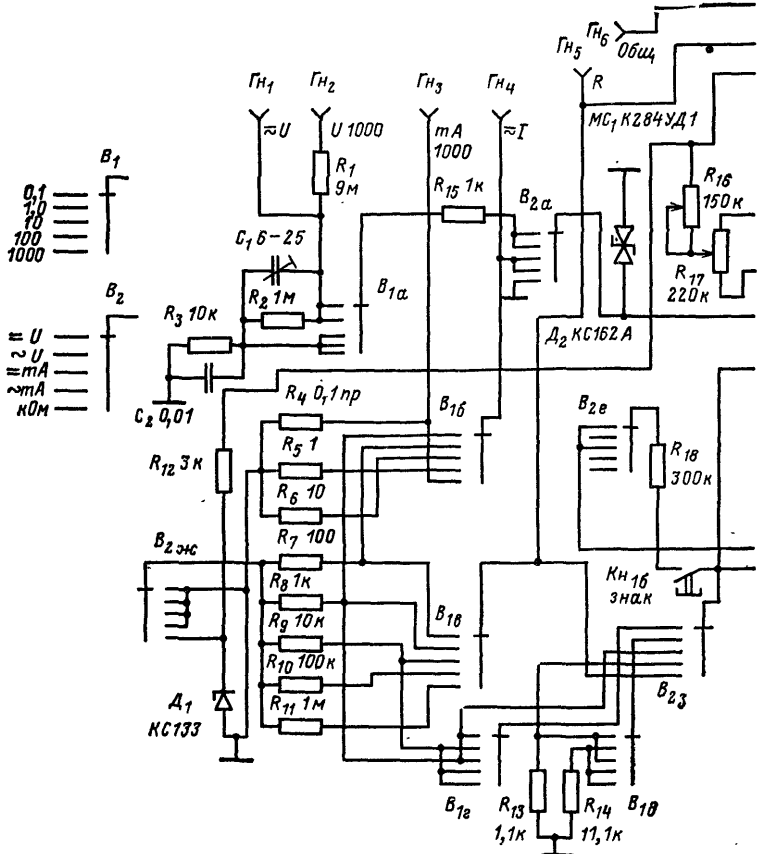 Гн6
Общ
Гн5
R
Гн1
Гн2
Гн3
Гн4
≂U
U 1000
mA
1000
≂I
МС1 К284УД1
B1
0,1
1,0
10
100
1000
R1
9м
R15 1к
B2а
R16
150к
R17
220к
C1 6-25
R2 1м
B1а
B2
= U
~ U
=mA
~mA
кОм
R3 10к
C2 0,01
Д2 КС162А
R4 0,1пр
B1б
R5 1
R6 10
R12 3к
B2е
R18
300к
R7 100
B2ж
R8 1к
R9 10к
R10 100к
R11 1м
B1в
Кн1б
знак
B2з
Д1
КС133
B1г
R13
1,1к
R14
11,1к
B1д